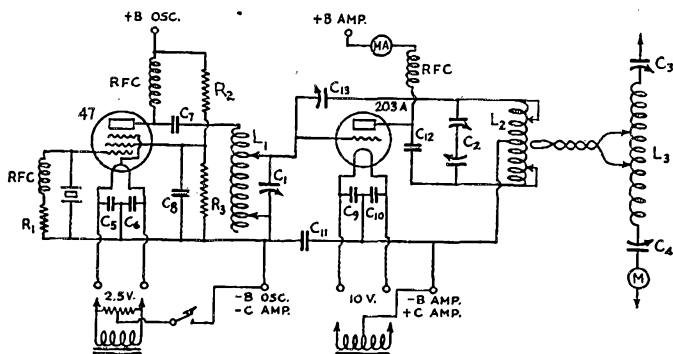 +B OSC.
+B AMP.
MA
RFC
R2
RFC
C3
47
C7
C13
203 A
C12
C2
L2
L1
L3
RFC
C1
C8
R3
R1
C5
C6
C9
C10
C11
C4
2.5V.
-B OSC.
-C AMP.
10 V.
-B AMP.
+C AMP.
M